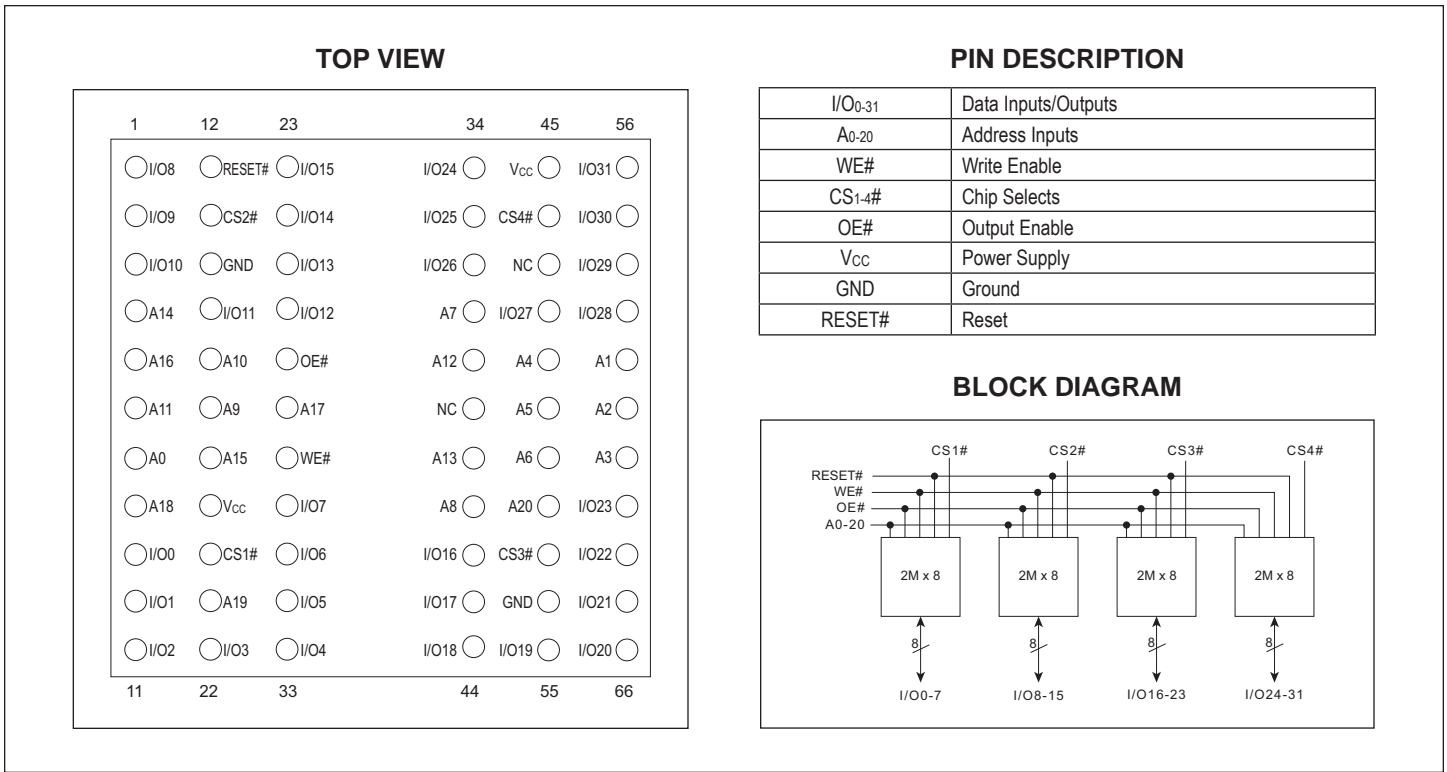 TOP VIEW
1 12 23 34 45 56
I/O8 RESET# I/O15 I/O24 VCC I/O31
I/O9 CS2# I/O14 I/O25 CS4# I/O30
I/O10 GND I/O13 I/O26 NC I/O29
A14 I/O11 I/O12 A7 I/O27 I/O28
A16 A10 OE# A12 A4 A1
A11 A9 A17 NC A5 A2
A0 A15 WE# A13 A6 A3
A18 VCC I/O7 A8 A20 I/O23
I/O0 CS1# I/O6 I/O16 CS3# I/O22
I/O1 A19 I/O5 I/O17 GND I/O21
I/O2 I/O3 I/O4 I/O18 I/O19 I/O20
11 22 33 44 55 66
PIN DESCRIPTION
I/O0-31 Data Inputs/Outputs
A0-20 Address Inputs
WE# Write Enable
CS1-4# Chip Selects
OE# Output Enable
VCC Power Supply
GND Ground
RESET# Reset
BLOCK DIAGRAM
CS1# CS2# CS3# CS4#
RESET#
WE#
OE#
A0-20
2M x 8 2M x 8 2M x 8 2M x 8
8 8 8 8
I/O0-7 I/O8-15 I/O16-23 I/O24-31